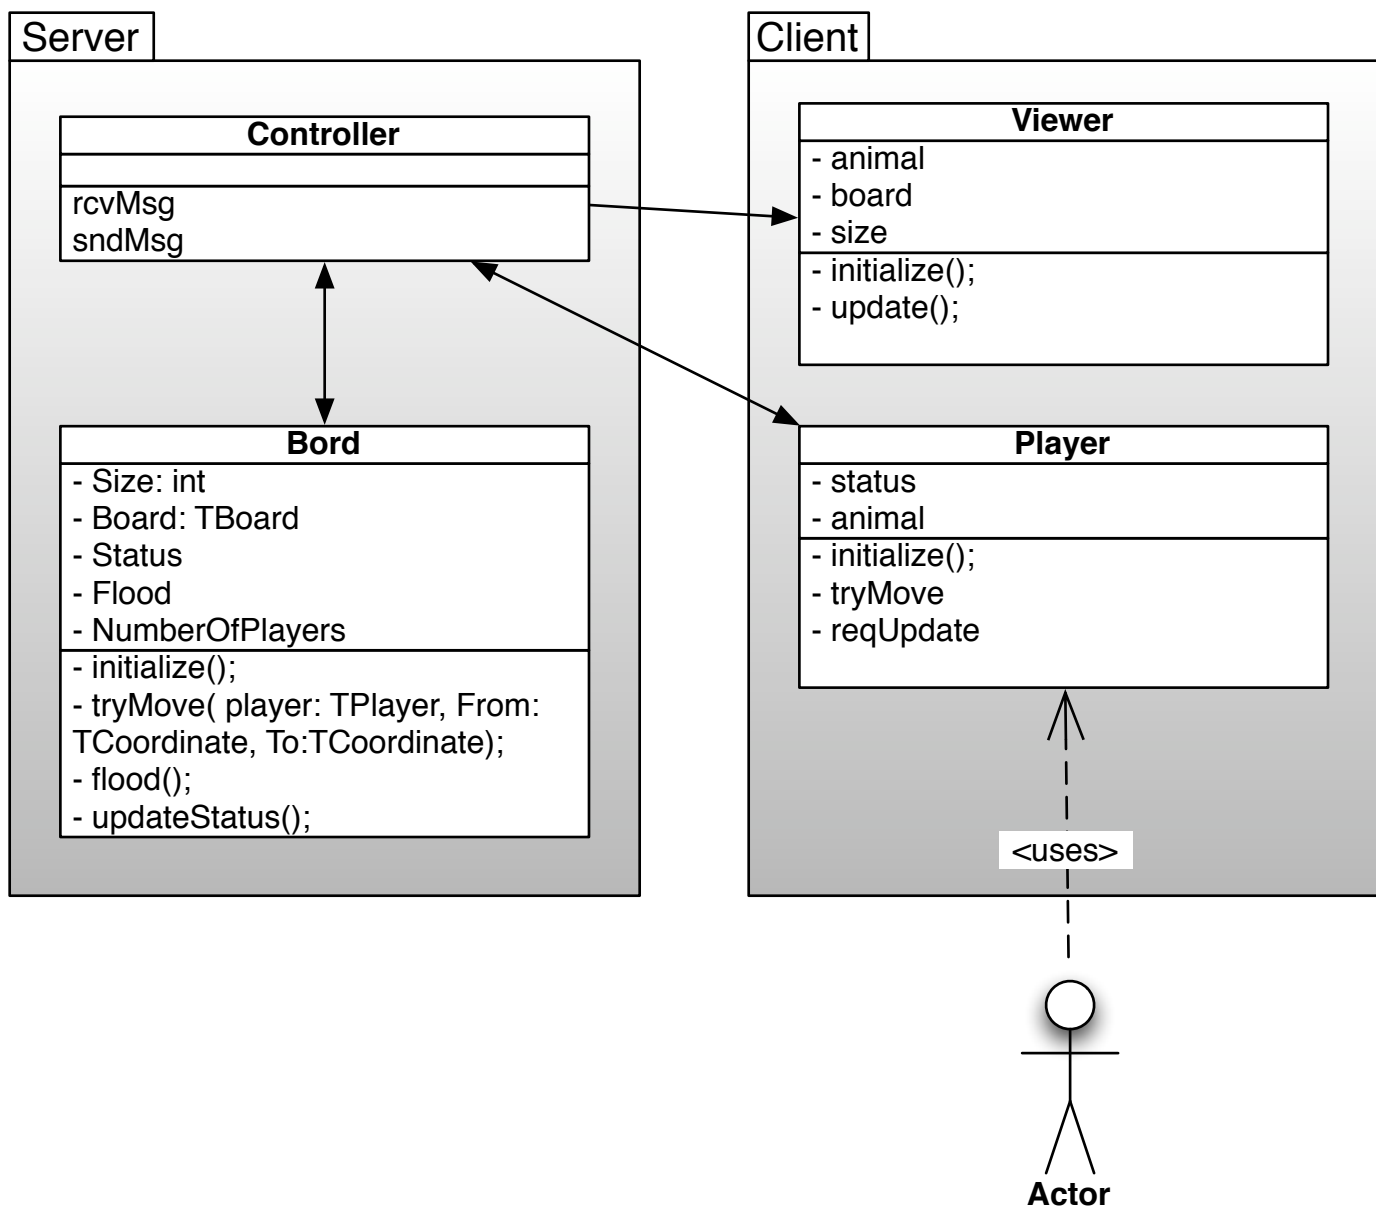 Server
Controller
rcvMsg
sndMsg
Bord
- Size: int
- Board: TBoard
- Status
- Flood
- NumberOfPlayers
- initialize();
- tryMove( player: TPlayer, From:
TCoordinate, To:TCoordinate);
- flood();
- updateStatus();
Client
Viewer
- animal
- board
- size
- initialize();
- update();
Player
- status
- animal
- initialize();
- tryMove
- reqUpdate
<uses>
Actor